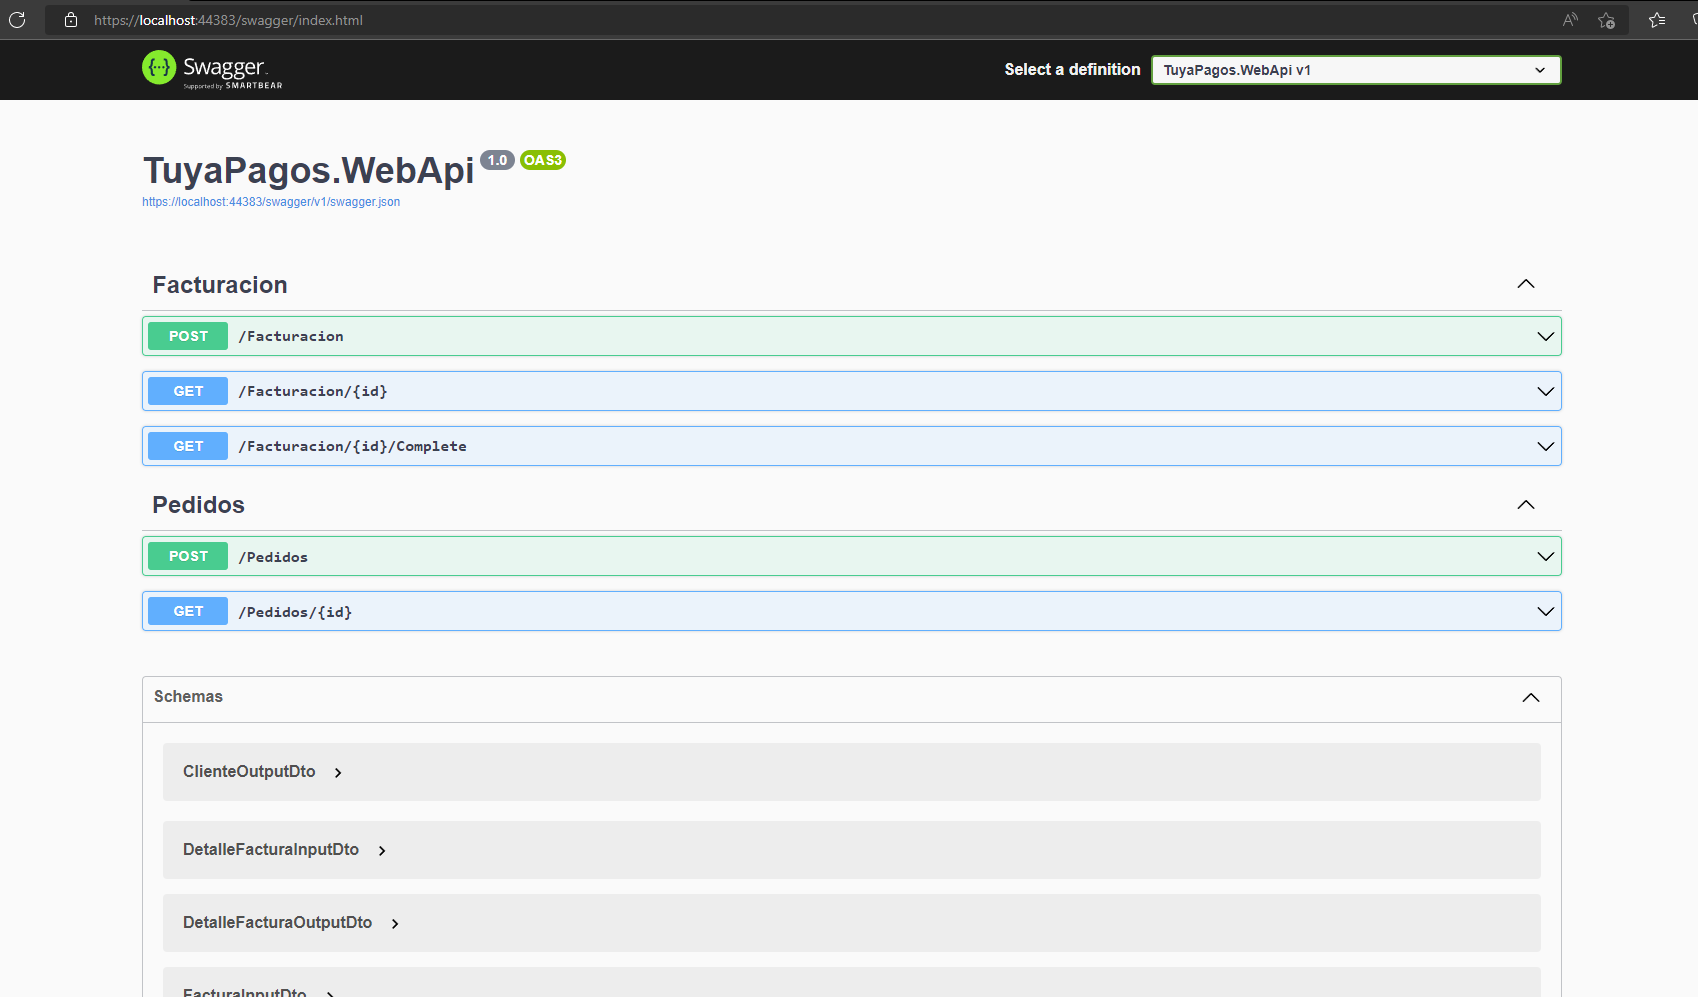 https://localhost:44383/swagger/index.html
Swagger
Supported by SMARTBEAR
Select a definition
TuyaPagos.WebApi v1
TuyaPagos.WebApi 1.0 OAS3
https://localhost:44383/swagger/v1/swagger.json
Facturacion
POST /Facturacion
GET /Facturacion/{id}
GET /Facturacion/{id}/Complete
Pedidos
POST /Pedidos
GET /Pedidos/{id}
Schemas
ClienteOutputDto
DetalleFacturaInputDto
DetalleFacturaOutputDto
FacturaInputDto